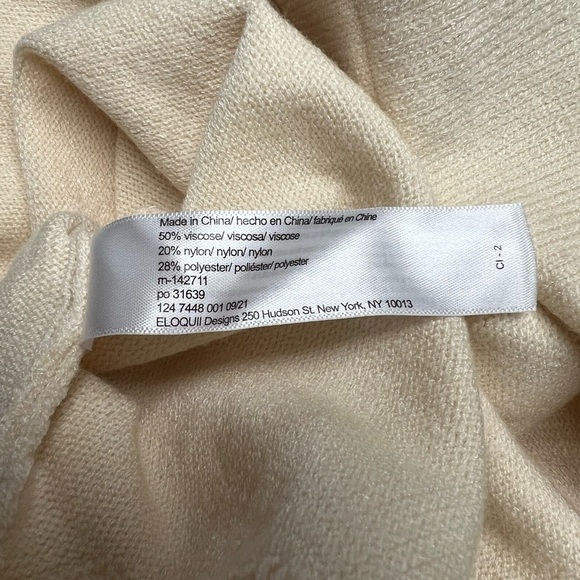 Made in China/ hecho en China/ fabriqué en Chine
50% viscose/ viscosa/ viscose
20% nylon/ nylon/ nylon
28% polyester/ poliéster/ polyester
m-142711
po 31639
124 7448 001 09/21
ELOQUII Designs 250 Hudson St. New York, NY 10013
CI - 2